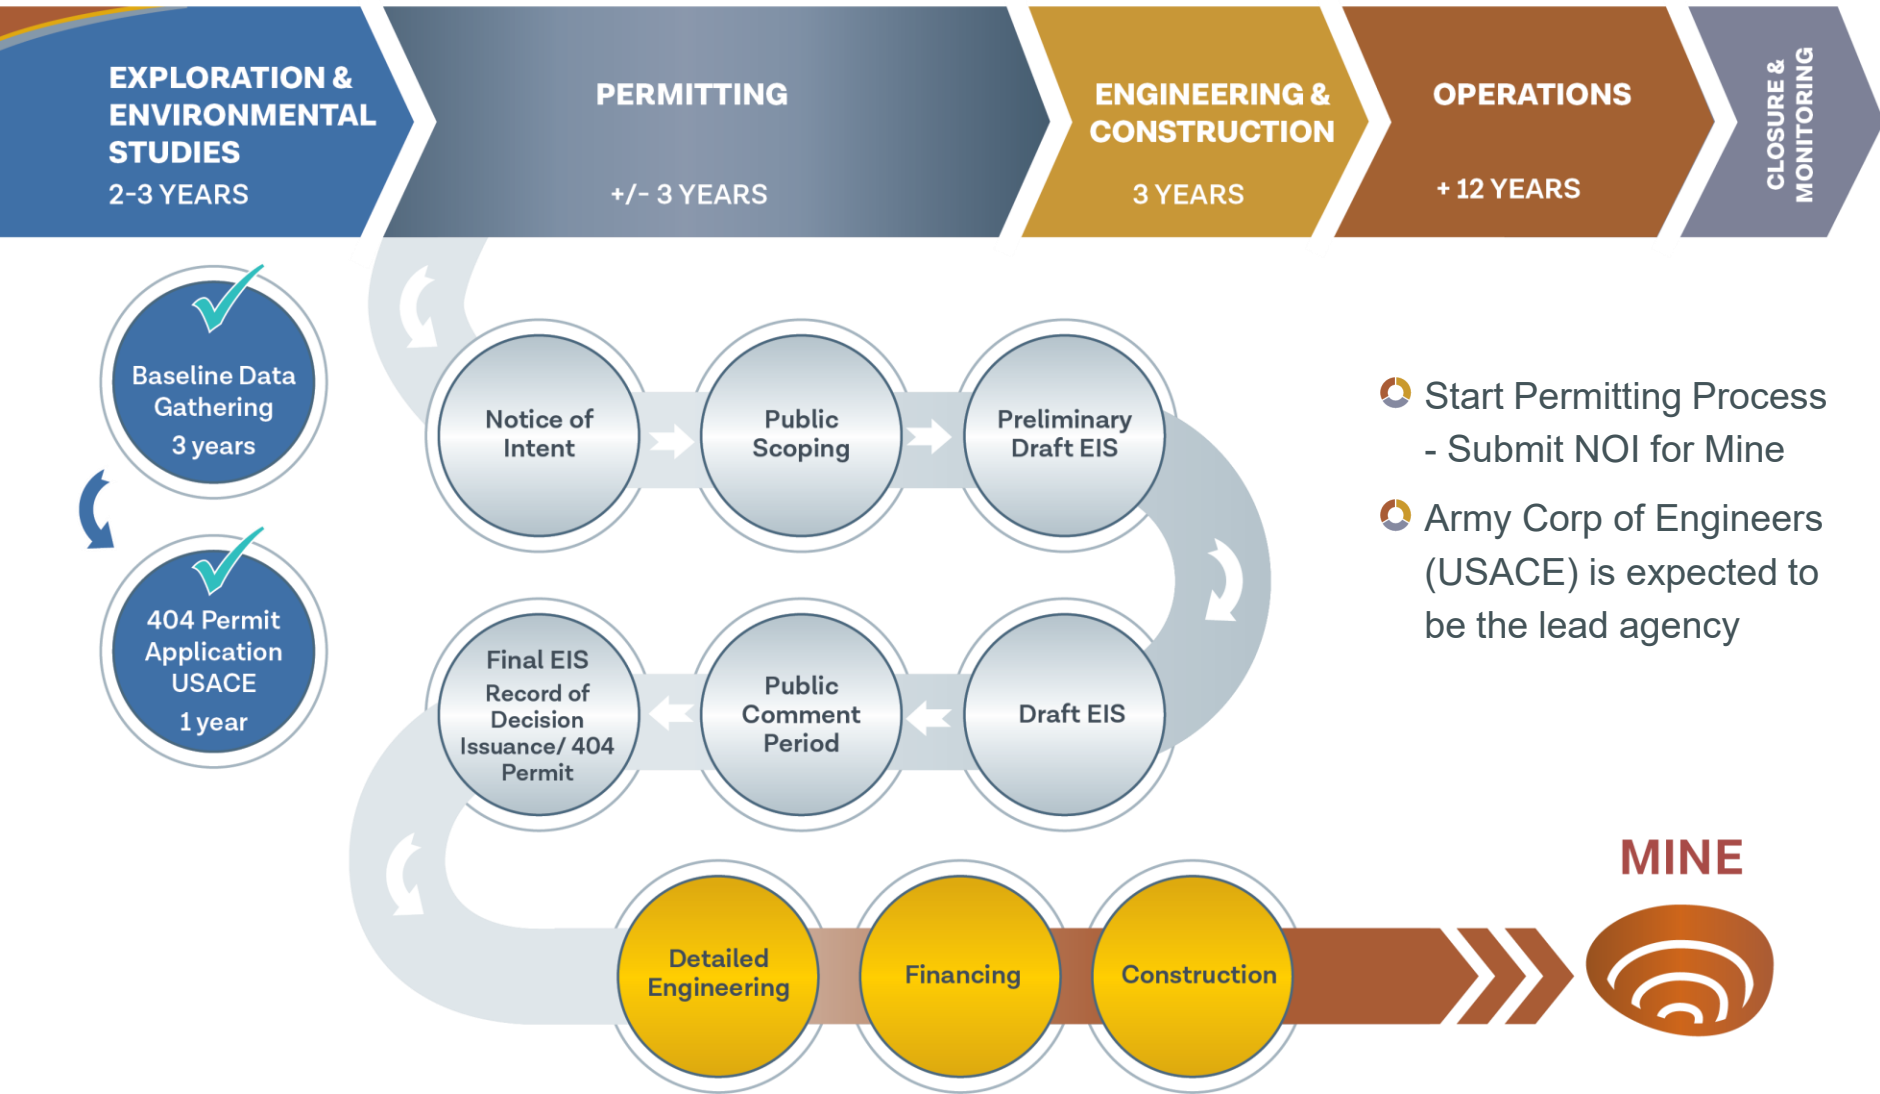 EXPLORATION &
ENVIRONMENTAL
STUDIES
2-3 YEARS
PERMITTING
+/- 3 YEARS
ENGINEERING &
CONSTRUCTION
3 YEARS
OPERATIONS
+ 12 YEARS
CLOSURE &
MONITORING
Baseline Data
Gathering
3 years
404 Permit
Application
USACE
1 year
Notice of
Intent
Public
Scoping
Preliminary
Draft EIS
Draft EIS
Public
Comment
Period
Final EIS
Record of
Decision
Issuance/ 404
Permit
Detailed
Engineering
Financing
Construction
Start Permitting Process
- Submit NOI for Mine
Army Corp of Engineers
(USACE) is expected to
be the lead agency
MINE